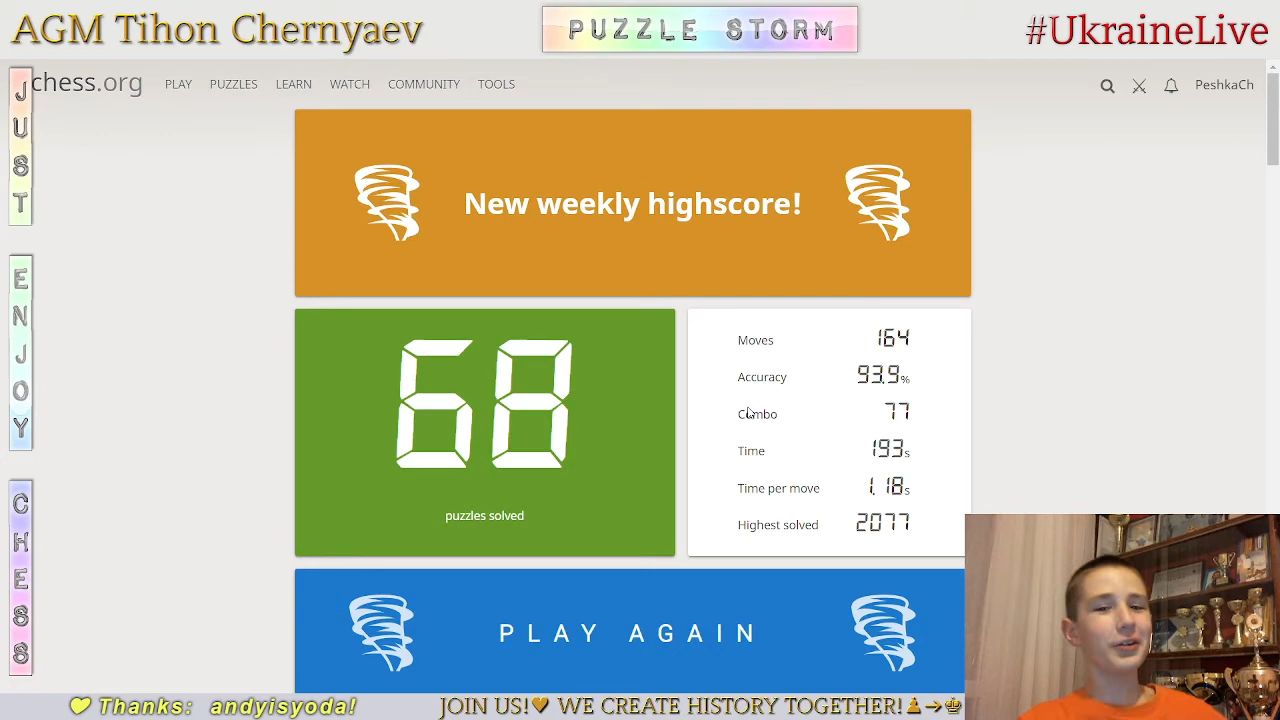 AGM Tihon Chernyaev
PUZZLE STORM
#UkraineLive
chess.org PLAY PUZZLES LEARN WATCH COMMUNITY TOOLS PeshkaCh
JUST
ENJOY
CHESS
New weekly highscore!
68
puzzles solved
Moves 164
Accuracy 93.9%
Combo 77
Time 193s
Time per move 1.18s
Highest solved 2077
PLAY AGAIN
Thanks: andyisyoda!
JOIN US! WE CREATE HISTORY TOGETHER!